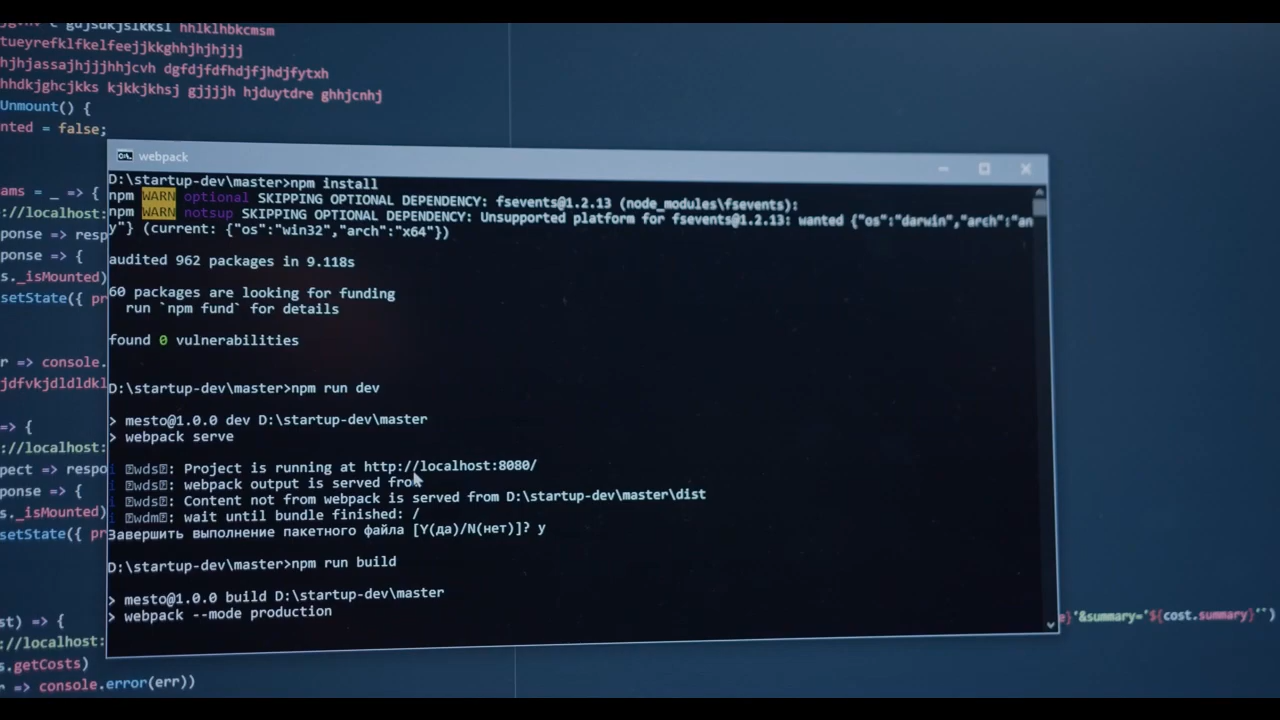 hhlklhbkcmsm
tueyrefklfkelfeejjkkghhjhjhjjj
hjhjassajhjjjhhjcvh dgfdjfdfhdjfjhdjfytxh
hhdkjghcjkks kjkkjkhsj gjjjjh hjduytdre ghhjcnhj
Unmount() {
nted = false;
webpack
D:\startup-dev\master>npm install
npm WARN optional SKIPPING OPTIONAL DEPENDENCY: fsevents@1.2.13 (node_modules\fsevents):
npm WARN notsup SKIPPING OPTIONAL DEPENDENCY: Unsupported platform for fsevents@1.2.13: wanted {"os":"darwin","arch":"an
y"} (current: {"os":"win32","arch":"x64"})
audited 962 packages in 9.118s
60 packages are looking for funding
run `npm fund` for details
found 0 vulnerabilities
D:\startup-dev\master>npm run dev
> mesto@1.0.0 dev D:\startup-dev\master
> webpack serve
i wds: Project is running at http://localhost:8080/
i wds: webpack output is served from
i wds: Content not from webpack is served from D:\startup-dev\master\dist
i wdm: wait until bundle finished: /
Завершить выполнение пакетного файла [Y(да)/N(нет)]? y
D:\startup-dev\master>npm run build
> mesto@1.0.0 build D:\startup-dev\master
> webpack --mode production
ams = _ => {
://localhost:
ponse => resp
ponse => {
s._isMounted)
setState({ pr
r => console.
jdfvkjdldldkl
=> {
://localhost:
pect => respo
ponse => {
s._isMounted)
setState({ pr
st) => {
://localhost:
s.getCosts)
r => console.error(err))
e}'&summary='${cost.summary}'`)